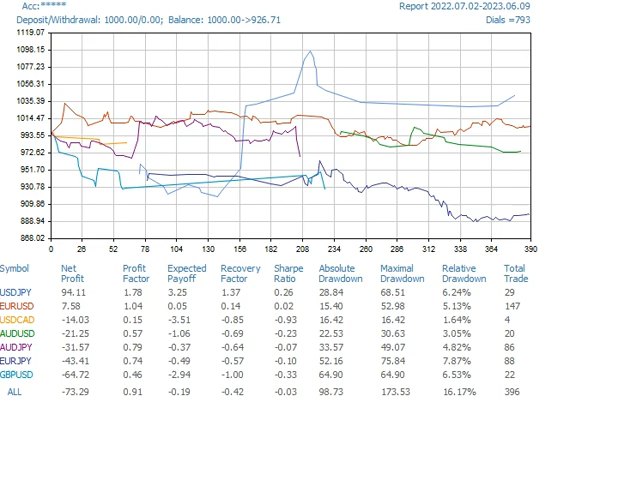 Acc:***** Report 2022.07.02-2023.06.09
Deposit/Withdrawal: 1000.00/0.00; Balance: 1000.00->926.71 Dials =793
1119.07
1098.15
1077.23
1056.31
1035.39
1014.47
993.55
972.62
951.70
930.78
909.86
888.94
868.02
0 26 52 78 104 130 156 182 208 234 260 286 312 338 364 390
Symbol Net Profit Expected Recovery Sharpe Absolute Maximal Relative Total
Profit Factor Payoff Factor Ratio Drawdown Drawdown Drawdown Trade
USDJPY 94.11 1.78 3.25 1.37 0.26 28.84 68.51 6.24% 29
EURUSD 7.58 1.04 0.05 0.14 0.02 15.40 52.98 5.13% 147
USDCAD -14.03 0.15 -3.51 -0.85 -0.93 16.42 16.42 1.64% 4
AUDUSD -21.25 0.57 -1.06 -0.69 -0.23 22.53 30.63 3.05% 20
AUDJPY -31.57 0.79 -0.37 -0.64 -0.07 33.57 49.07 4.82% 86
EURJPY -43.41 0.74 -0.49 -0.57 -0.10 52.16 75.84 7.87% 88
GBPUSD -64.72 0.46 -2.94 -1.00 -0.33 64.90 64.90 6.53% 22
ALL -73.29 0.91 -0.19 -0.42 -0.03 98.73 173.53 16.17% 396